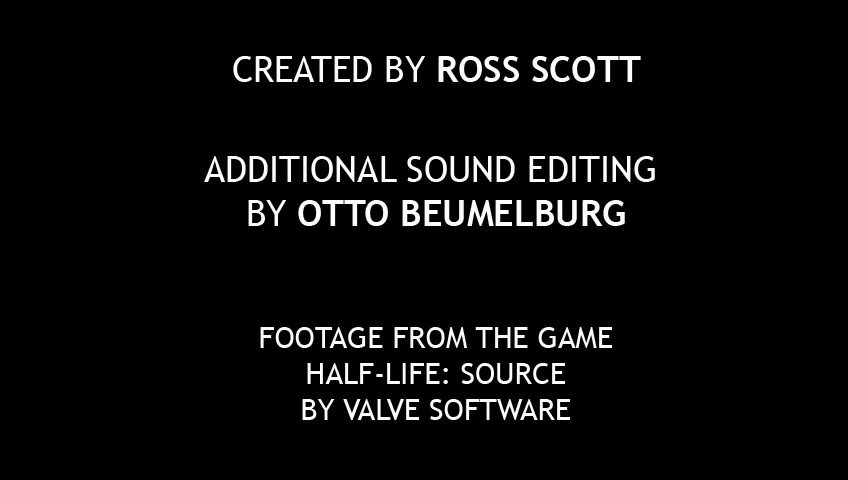 CREATED BY ROSS SCOTT
ADDITIONAL SOUND EDITING
BY OTTO BEUMELBURG
FOOTAGE FROM THE GAME
HALF-LIFE: SOURCE
BY VALVE SOFTWARE